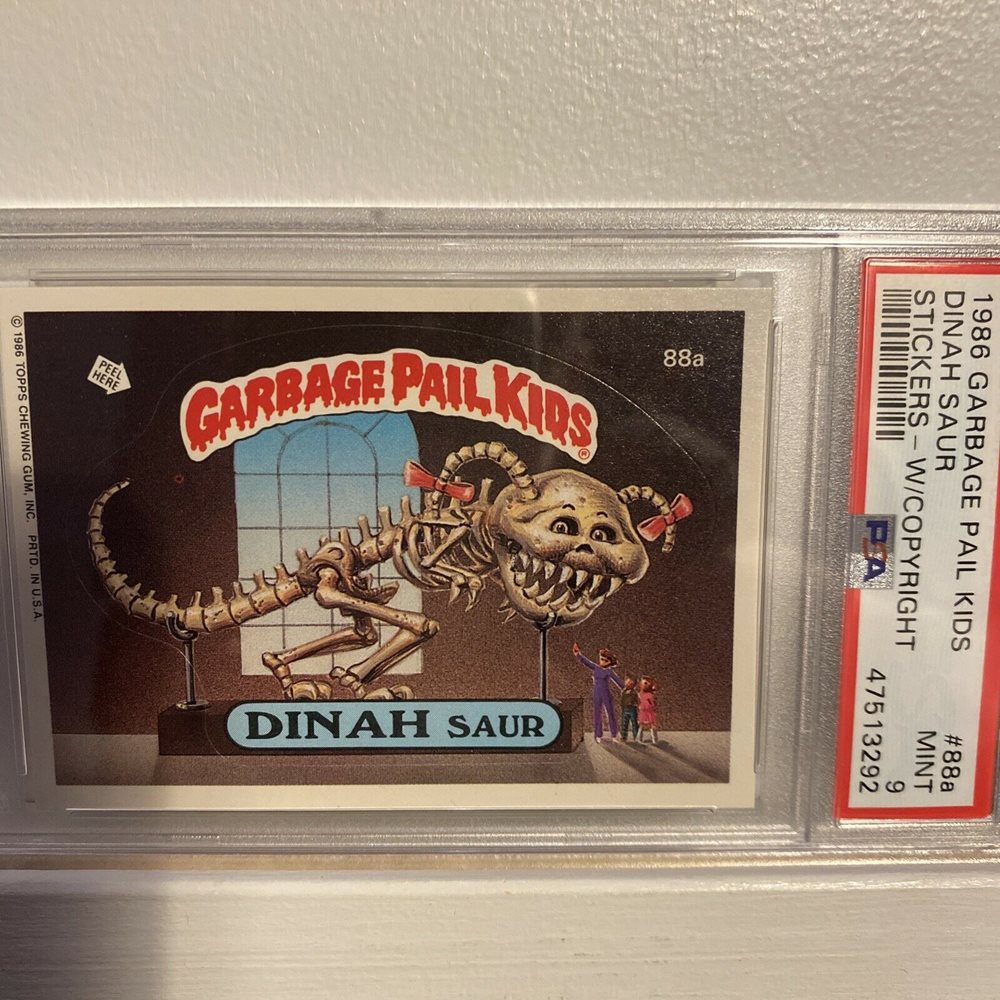 © 1986 TOPPS CHEWING GUM, INC. PRTD. IN U.S.A.
PEEL
HERE
88a
GARBAGE PAIL KIDS®
DINAH SAUR
1986 GARBAGE PAIL KIDS #88a
DINAH SAUR MINT
STICKERS - W/COPYRIGHT 9
PSA 47513292